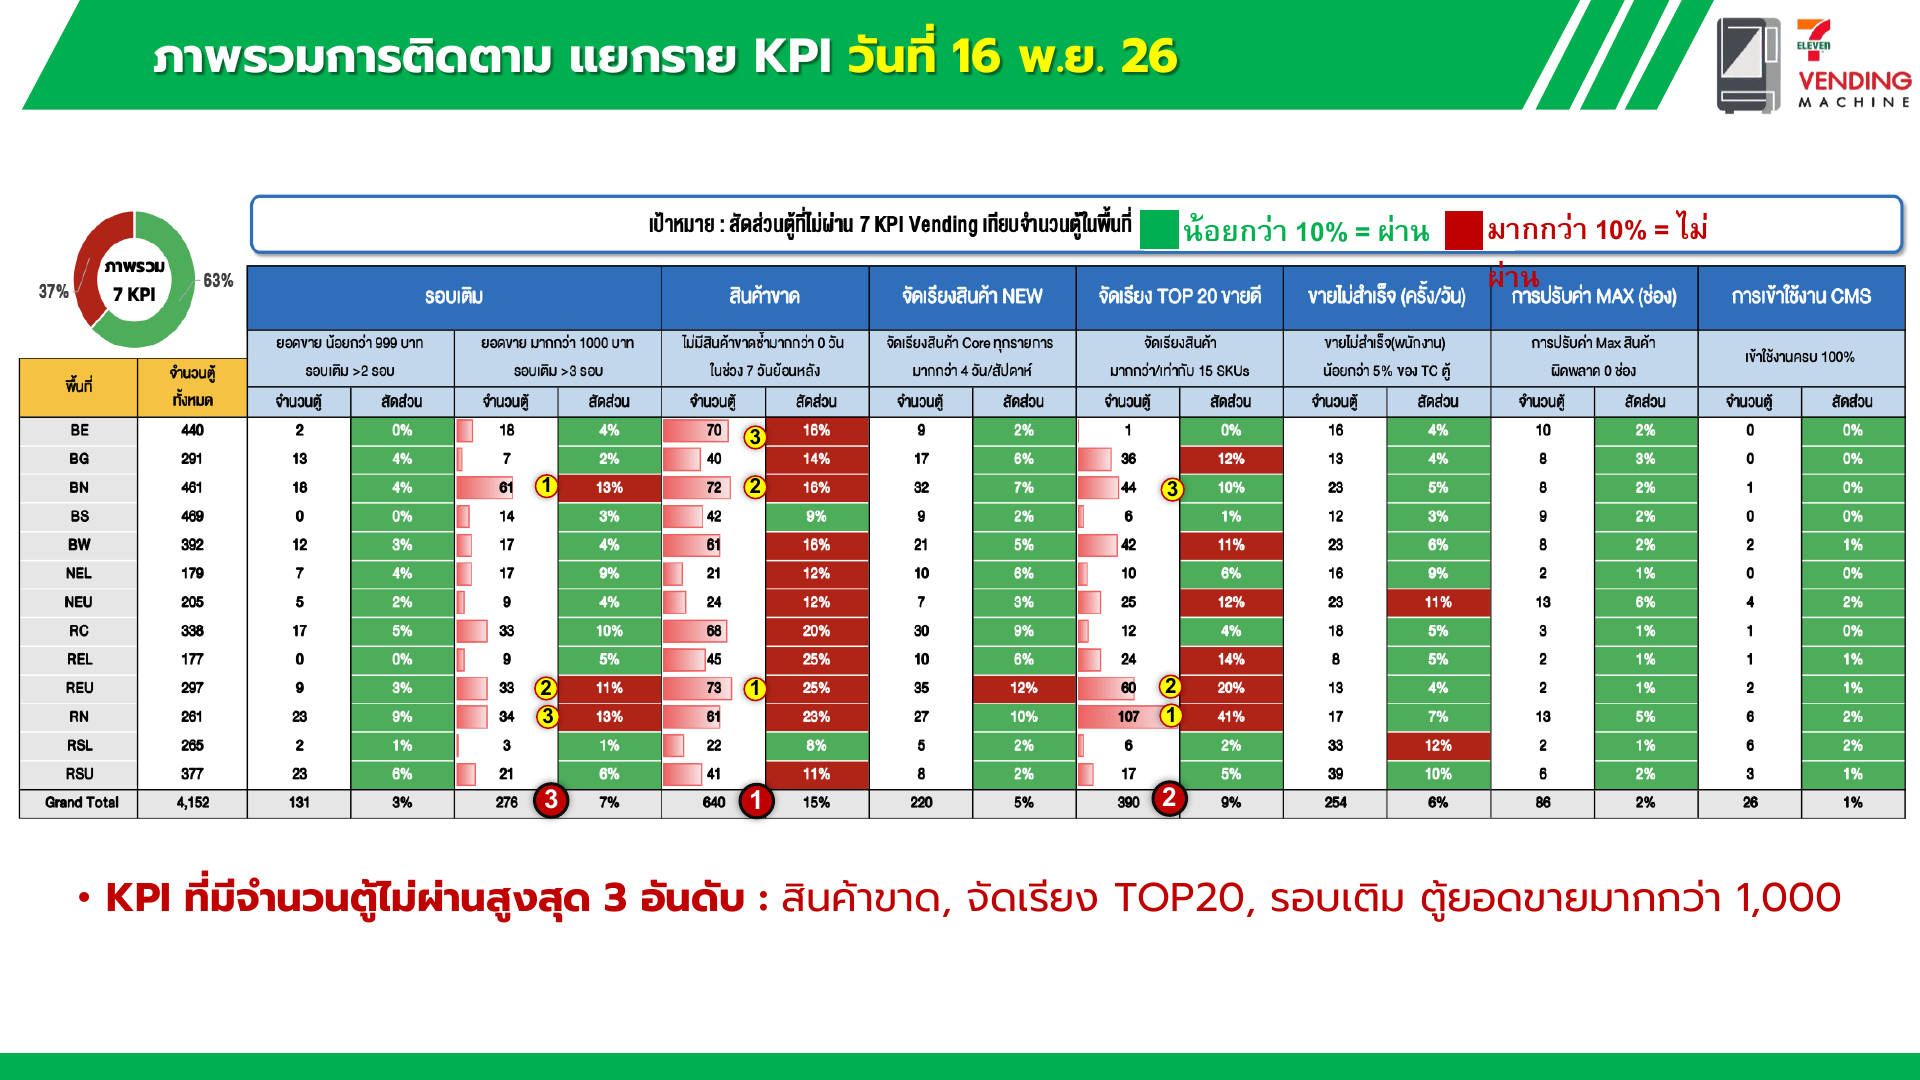 ภาพรวมการติดตาม แยกราย KPI วันที่ 16 พ.ย. 26
ELEVEN
VENDING
MACHINE
เป้าหมาย : สัดส่วนตู้ที่ไม่ผ่าน 7 KPI Vending เทียบจำนวนตู้ในพื้นที่ น้อยกว่า 10% = ผ่าน มากกว่า 10% = ไม่
ผ่าน
ภาพรวม
7 KPI
37%
63%
รอบเติม สินค้าขาด จัดเรียงสินค้า NEW จัดเรียง TOP 20 ขายดี ขายไม่สำเร็จ (ครั้ง/วัน) การปรับค่า MAX (ช่อง) การเข้าใช้งาน CMS
ยอดขาย น้อยกว่า 999 บาท ยอดขาย มากกว่า 1000 บาท ไม่มีสินค้าขาดซ้ำมากกว่า 0 วัน จัดเรียงสินค้า Core ทุกรายการ จัดเรียงสินค้า ขายไม่สำเร็จ(พนักงาน) การปรับค่า Max สินค้า เข้าใช้งานครบ 100%
รอบเติม >2 รอบ รอบเติม >3 รอบ ในช่วง 7 วันย้อนหลัง มากกว่า 4 วัน/สัปดาห์ มากกว่า/เท่ากับ 15 SKUs น้อยกว่า 5% ของ TC ตู้ ผิดพลาด 0 ช่อง
พื้นที่ จำนวนตู้ทั้งหมด จำนวนตู้ สัดส่วน จำนวนตู้ สัดส่วน จำนวนตู้ สัดส่วน จำนวนตู้ สัดส่วน จำนวนตู้ สัดส่วน จำนวนตู้ สัดส่วน จำนวนตู้ สัดส่วน จำนวนตู้ สัดส่วน
BE 440 2 0% 18 4% 70 3 16% 9 2% 1 0% 16 4% 10 2% 0 0%
BG 291 13 4% 7 2% 40 14% 17 6% 36 12% 13 4% 8 3% 0 0%
BN 461 18 4% 61 1 13% 72 2 16% 32 7% 44 3 10% 23 5% 8 2% 1 0%
BS 469 0 0% 14 3% 42 9% 9 2% 6 1% 12 3% 9 2% 0 0%
BW 392 12 3% 17 4% 61 16% 21 5% 42 11% 23 6% 8 2% 2 1%
NEL 179 7 4% 17 9% 21 12% 10 6% 10 6% 16 9% 2 1% 0 0%
NEU 205 5 2% 9 4% 24 12% 7 3% 25 12% 23 11% 13 6% 4 2%
RC 338 17 5% 33 10% 68 20% 30 9% 12 4% 18 5% 3 1% 1 0%
REL 177 0 0% 9 5% 45 25% 10 6% 24 14% 8 5% 2 1% 1 1%
REU 297 9 3% 33 2 11% 73 1 25% 35 12% 60 2 20% 13 4% 2 1% 2 1%
RN 261 23 9% 34 3 13% 61 23% 27 10% 107 1 41% 17 7% 13 5% 6 2%
RSL 265 2 1% 3 1% 22 8% 5 2% 6 2% 33 12% 2 1% 6 2%
RSU 377 23 6% 21 6% 41 11% 8 2% 17 5% 39 10% 6 2% 3 1%
Grand Total 4,152 131 3% 276 3 7% 640 1 15% 220 5% 390 2 9% 254 6% 86 2% 26 1%
• KPI ที่มีจำนวนตู้ไม่ผ่านสูงสุด 3 อันดับ : สินค้าขาด, จัดเรียง TOP20, รอบเติม ตู้ยอดขายมากกว่า 1,000